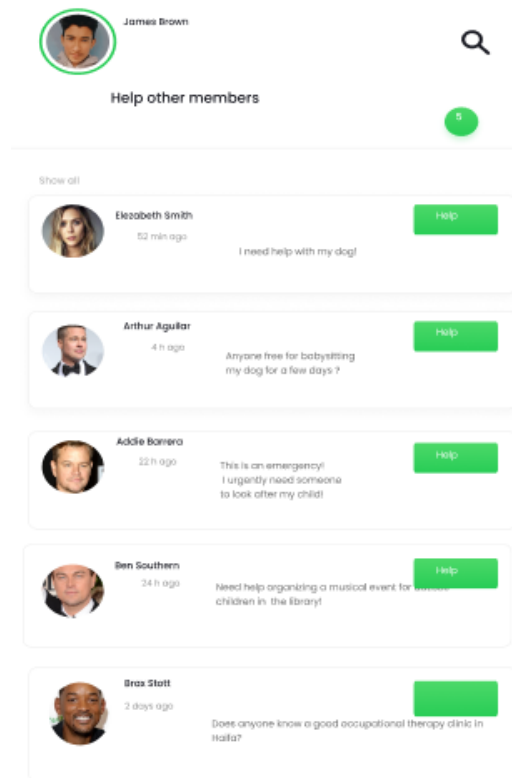 James Brown
Help other members
5
Show all
Elezabeth Smith
Help
52 min ago
I need help with my dog!
Arthur Aguilar
Help
4 h ago
Anyone free for babysitting
my dog for a few days ?
Addie Barrera
Help
22 h ago
This is an emergency!
I urgently need someone
to look after my child!
Ben Southern
Help
24 h ago
Need help organizing a musical event for
children in the library!
Brax Stott
2 days ago
Does anyone know a good occupational therapy clinic in
Haifa?